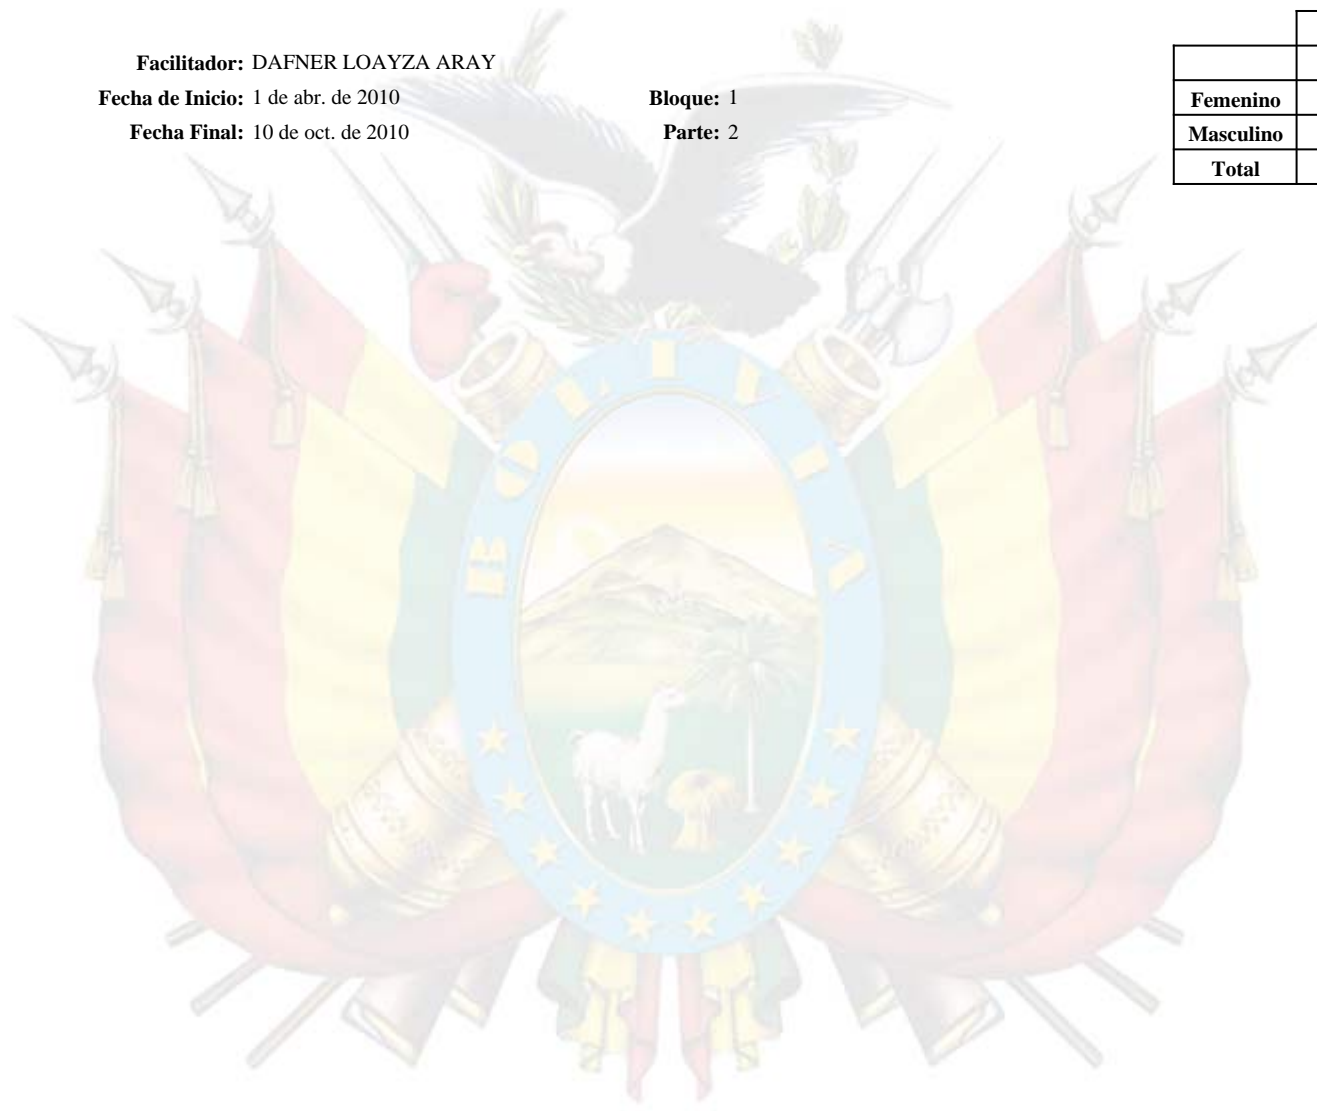 Facilitador: DAFNER LOAYZA ARAY
Fecha de Inicio: 1 de abr. de 2010 Bloque: 1
Fecha Final: 10 de oct. de 2010 Parte: 2
Femenino
Masculino
Total
BOLIVIA